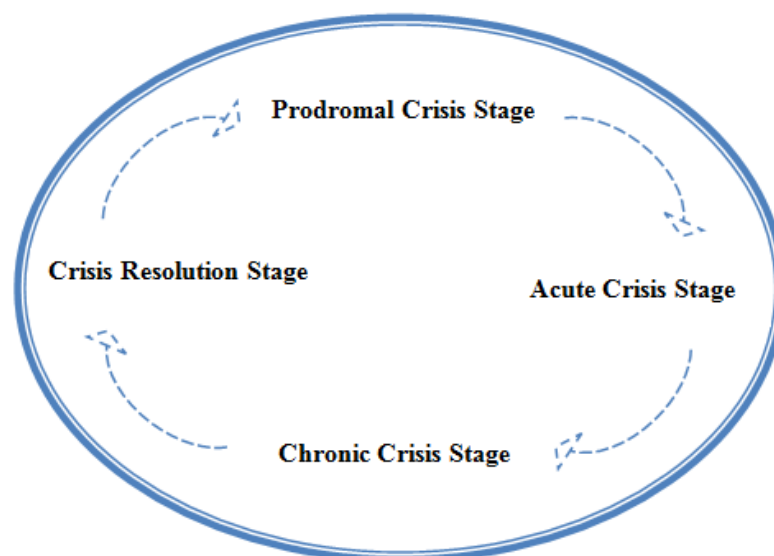 Prodromal Crisis Stage
Crisis Resolution Stage
Acute Crisis Stage
Chronic Crisis Stage